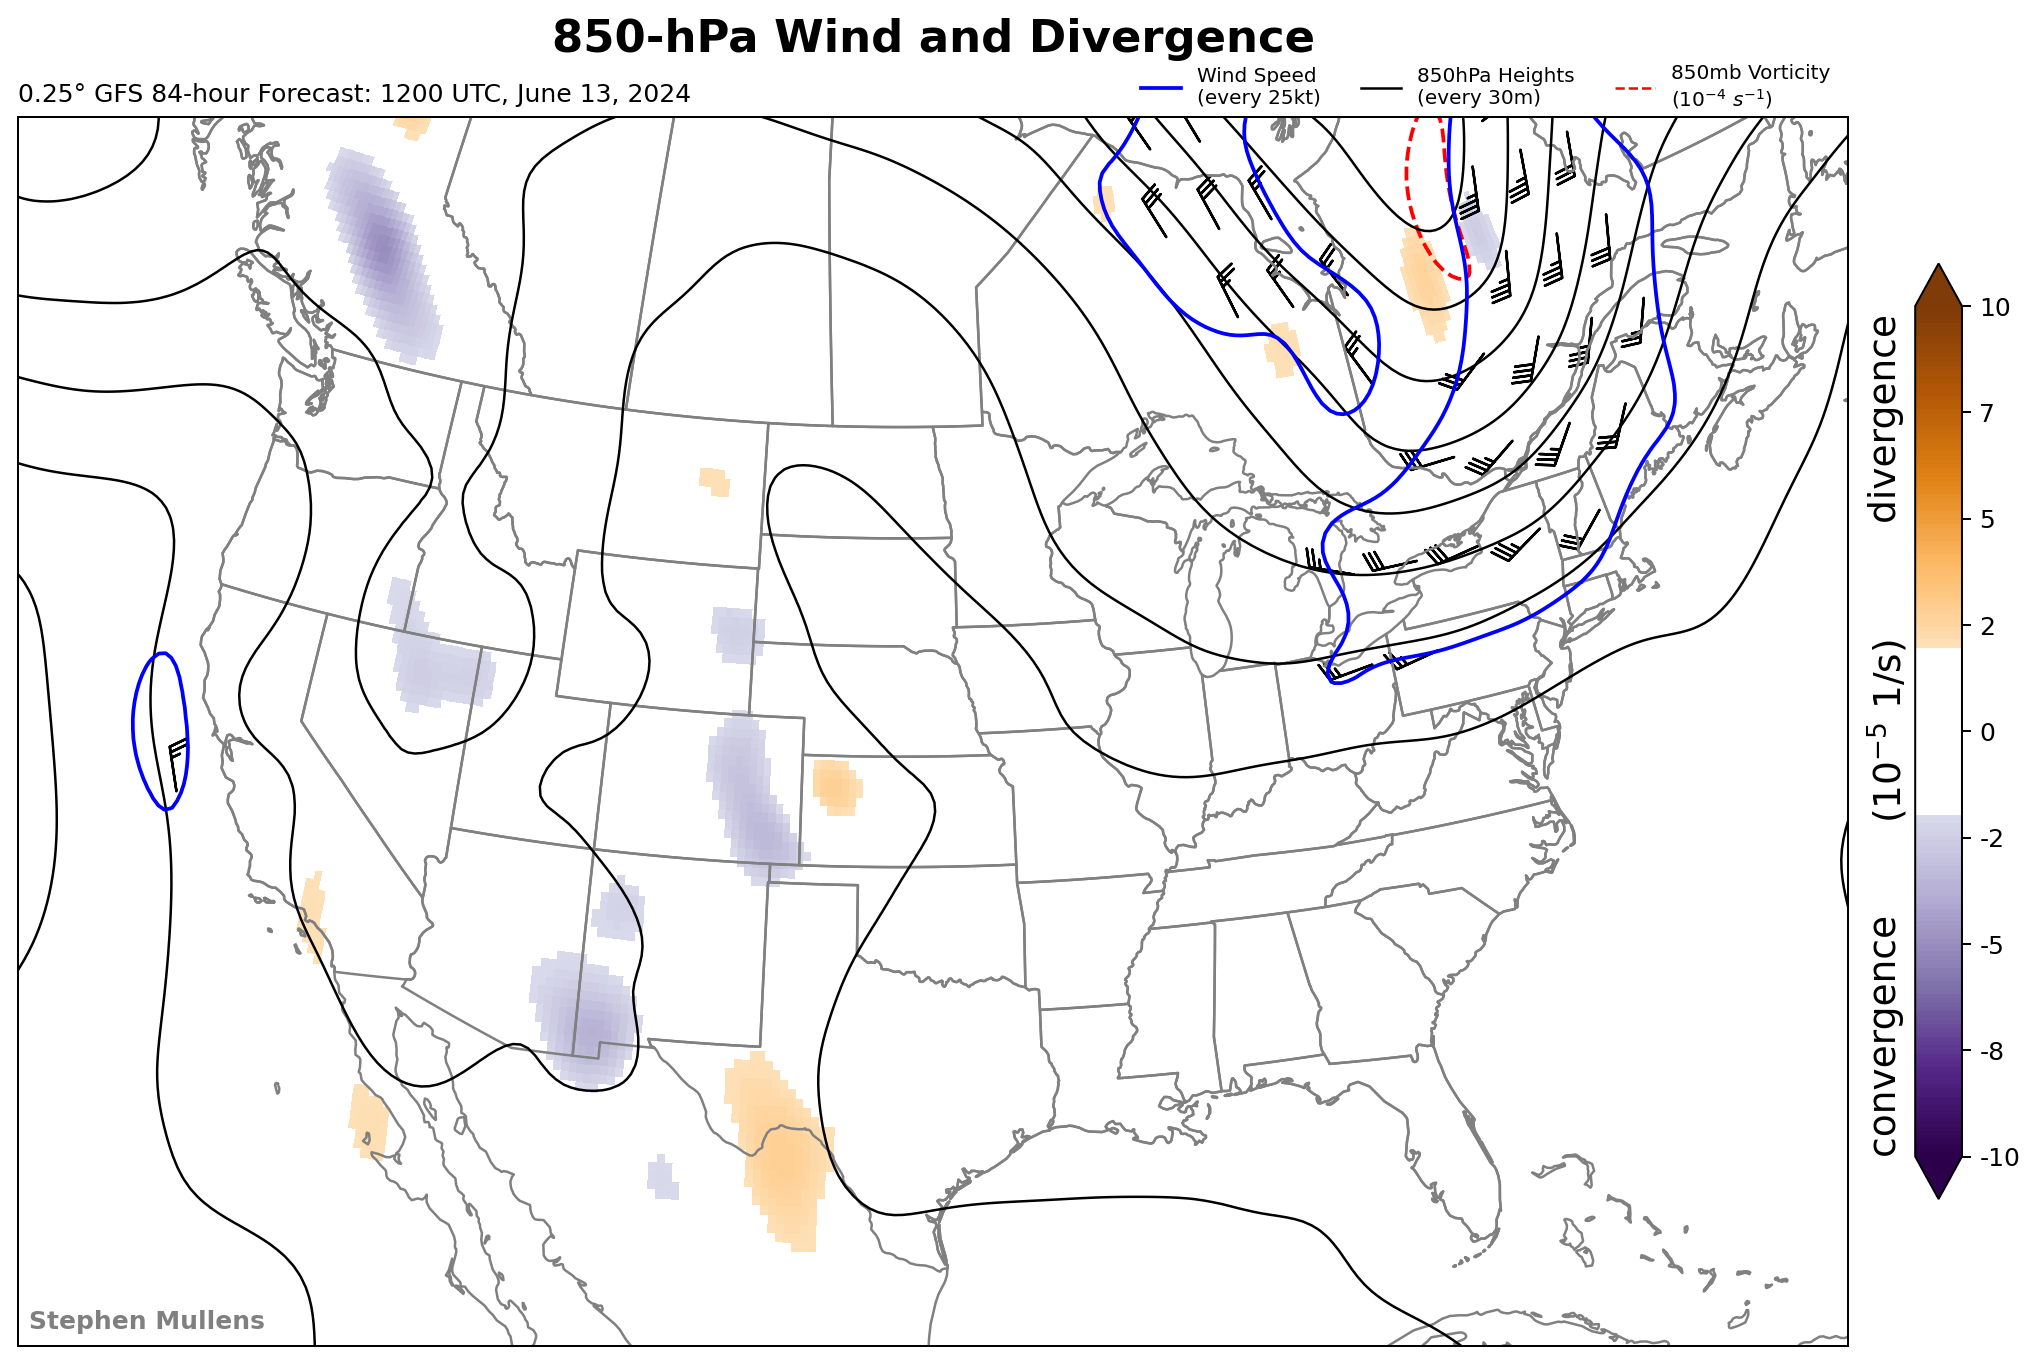 850-hPa Wind and Divergence
0.25° GFS 84-hour Forecast: 1200 UTC, June 13, 2024
Wind Speed
(every 25kt)
850hPa Heights
(every 30m)
850mb Vorticity
(10⁻⁴ s⁻¹)
10
7
5
2
0
-2
-5
-8
-10
convergence (10⁻⁵ 1/s) divergence
Stephen Mullens